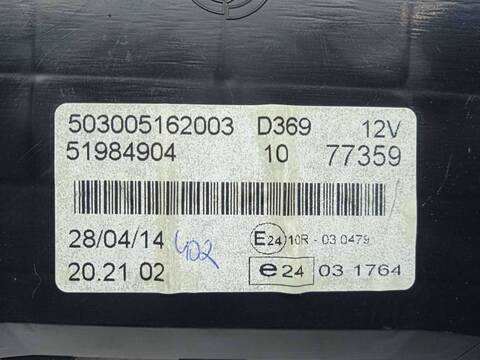 503005162003 D369 12V
51984904 10 77359
28/04/14 402
E24 10R - 03 0479
20.21 02
e24 03 1764